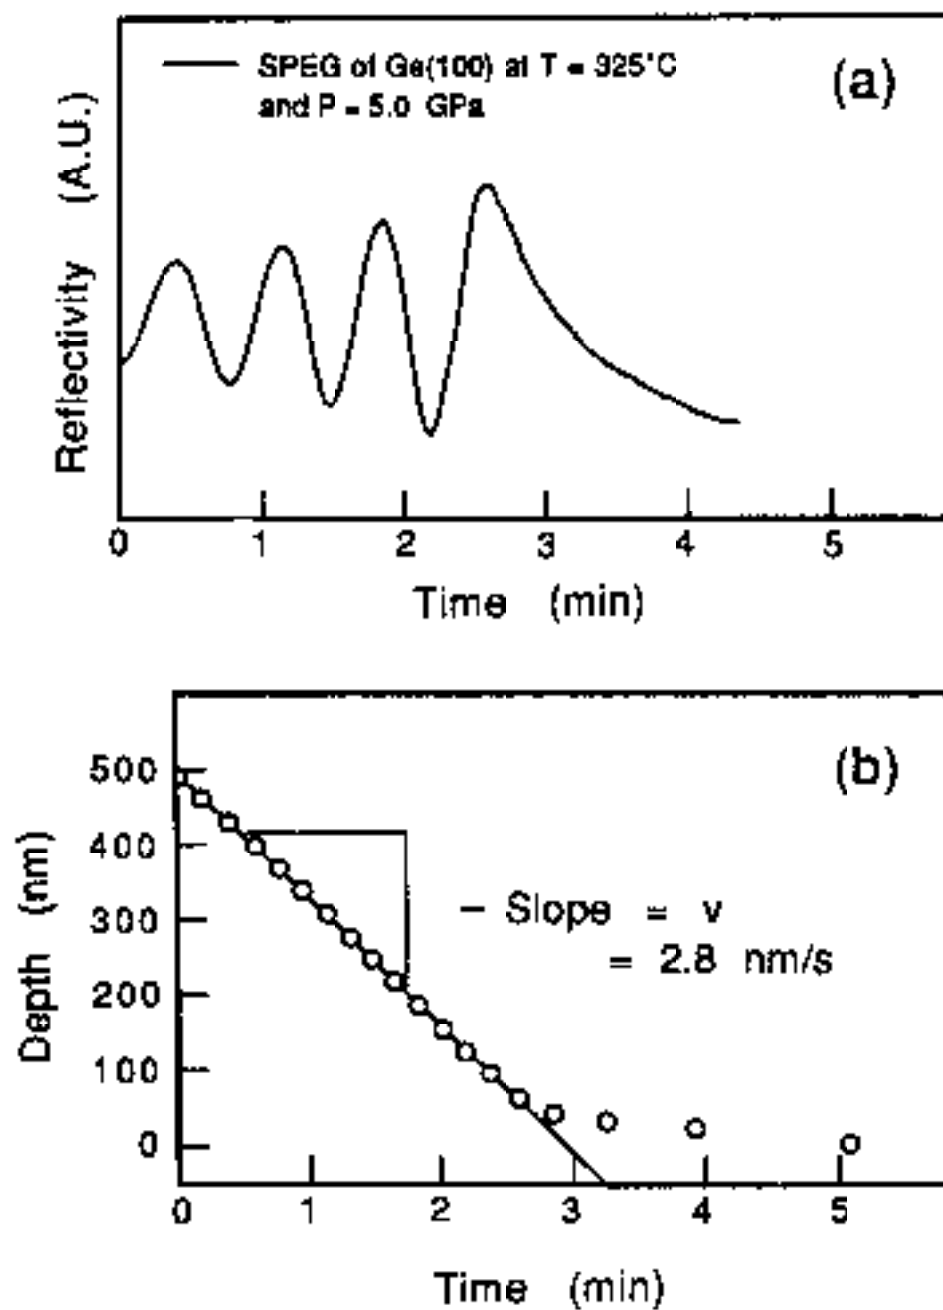 SPEG of Ge(100) at T = 325°C
and P = 5.0 GPa
(a)
Reflectivity (A.U.)
0 1 2 3 4 5
Time (min)
(b)
500
400
300
200
100
0
Depth (nm)
– Slope = v
= 2.8 nm/s
0 1 2 3 4 5
Time (min)